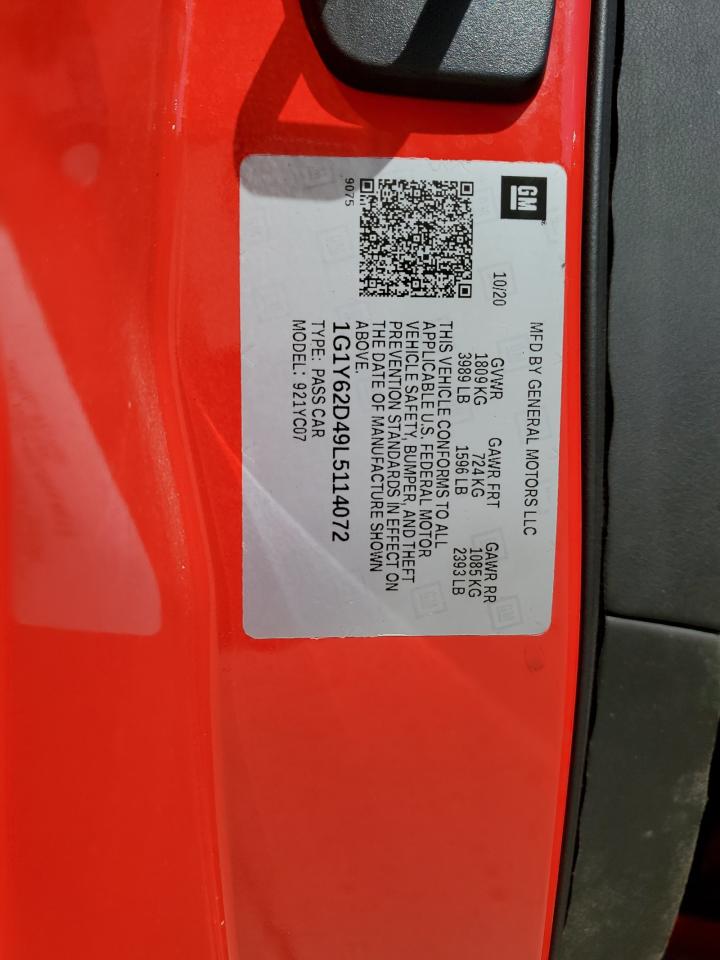 GM
MFD BY GENERAL MOTORS LLC
10/20
GVWR GAWR FRT GAWR RR
1809 KG 724 KG 1085 KG
3989 LB 1596 LB 2393 LB
THIS VEHICLE CONFORMS TO ALL
APPLICABLE U.S. FEDERAL MOTOR
VEHICLE SAFETY, BUMPER, AND THEFT
PREVENTION STANDARDS IN EFFECT ON
THE DATE OF MANUFACTURE SHOWN
ABOVE.
1G1Y62D49L5114072
TYPE: PASS CAR
MODEL: 921YC07
9075